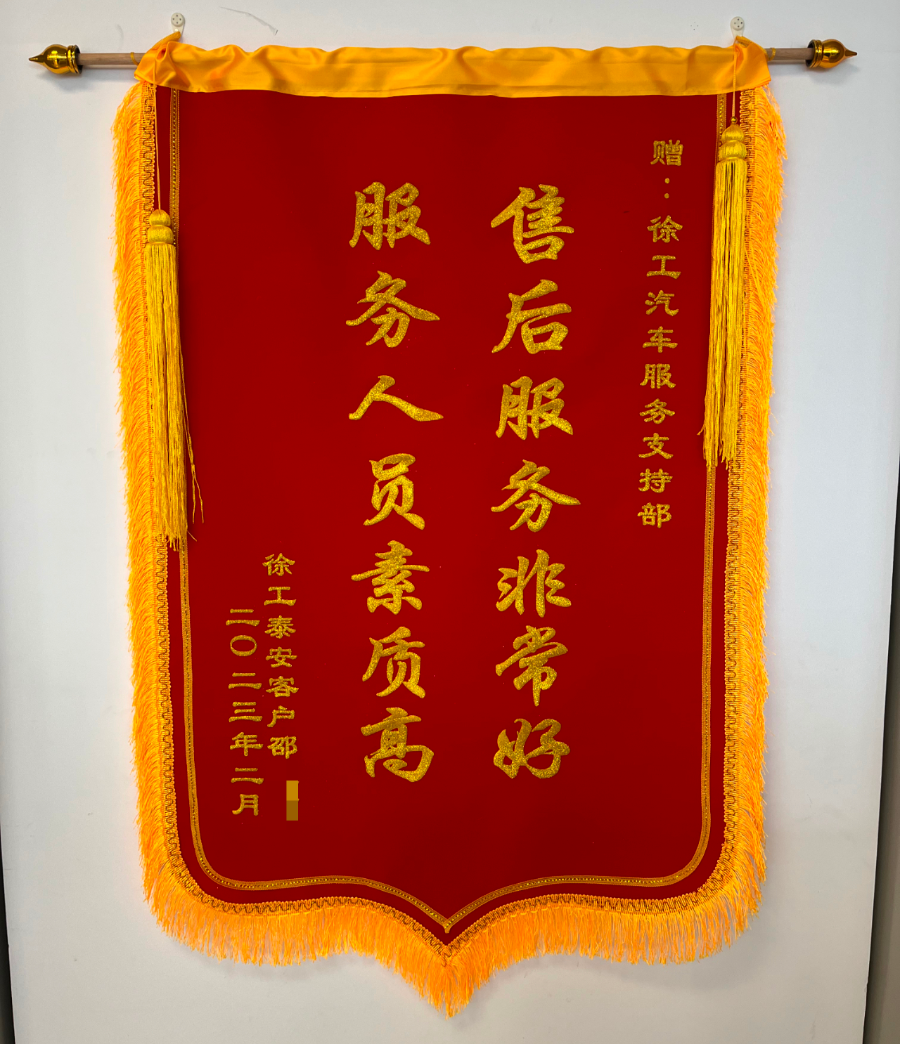 赠：徐工汽车服务支持部
售后服务非常好
服务人员素质高
徐工泰安客户邵
二〇二三年二月